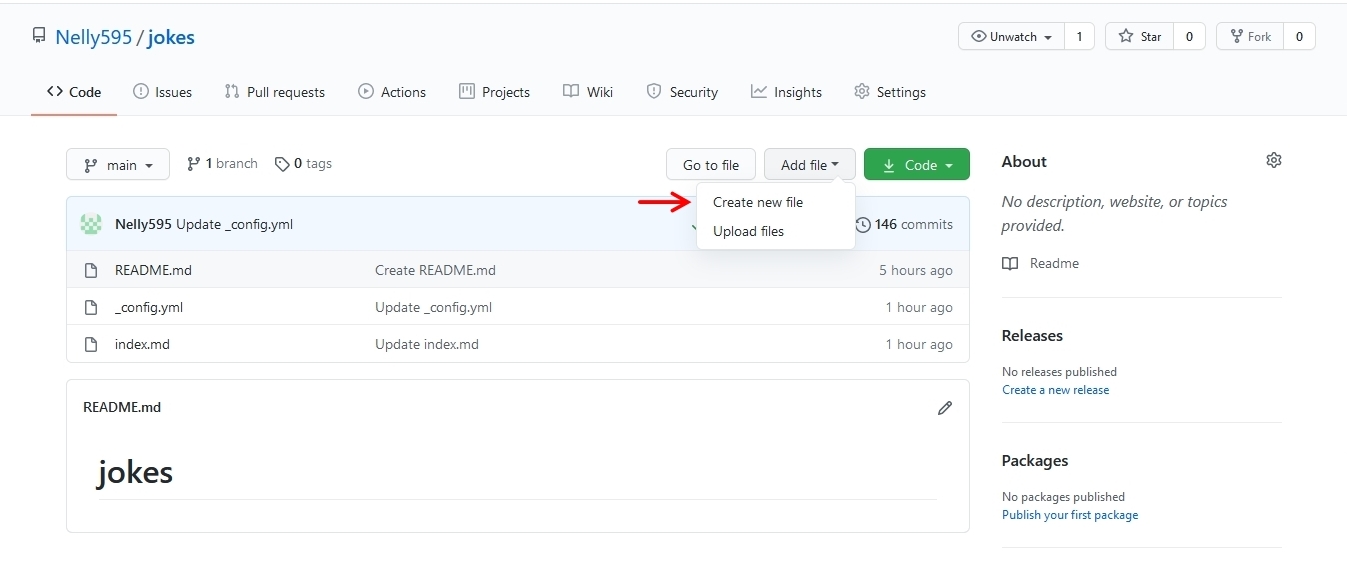 Nelly595 / jokes
Unwatch 1 Star 0 Fork 0
Code Issues Pull requests Actions Projects Wiki Security Insights Settings
main 1 branch 0 tags Go to file Add file Code
Create new file
Upload files
Nelly595 Update _config.yml 146 commits
README.md Create README.md 5 hours ago
_config.yml Update _config.yml 1 hour ago
index.md Update index.md 1 hour ago
README.md
jokes
About
No description, website, or topics
provided.
Readme
Releases
No releases published
Create a new release
Packages
No packages published
Publish your first package